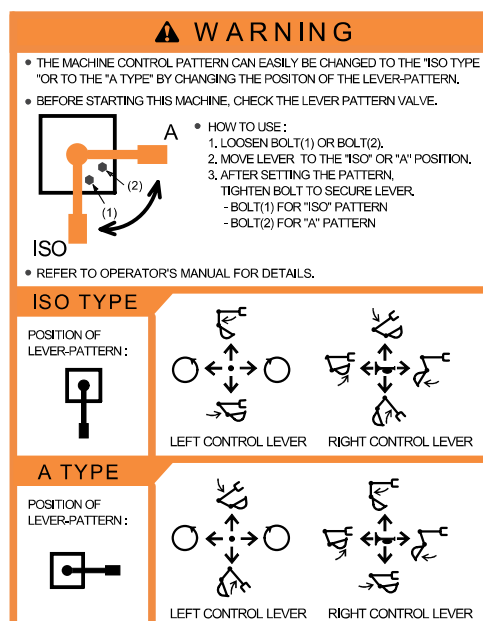 WARNING
• THE MACHINE CONTROL PATTERN CAN EASILY BE CHANGED TO THE "ISO TYPE
"OR TO THE "A TYPE" BY CHANGING THE POSITON OF THE LEVER-PATTERN.
• BEFORE STARTING THIS MACHINE, CHECK THE LEVER PATTERN VALVE.
A
(2)
(1)
ISO
• HOW TO USE :
1. LOOSEN BOLT(1) OR BOLT(2).
2. MOVE LEVER TO THE "ISO" OR "A" POSITION.
3. AFTER SETTING THE PATTERN,
TIGHTEN BOLT TO SECURE LEVER.
- BOLT(1) FOR "ISO" PATTERN
- BOLT(2) FOR "A" PATTERN
• REFER TO OPERATOR'S MANUAL FOR DETAILS.
ISO TYPE
POSITION OF
LEVER-PATTERN :
LEFT CONTROL LEVER
RIGHT CONTROL LEVER
A TYPE
POSITION OF
LEVER-PATTERN :
LEFT CONTROL LEVER
RIGHT CONTROL LEVER